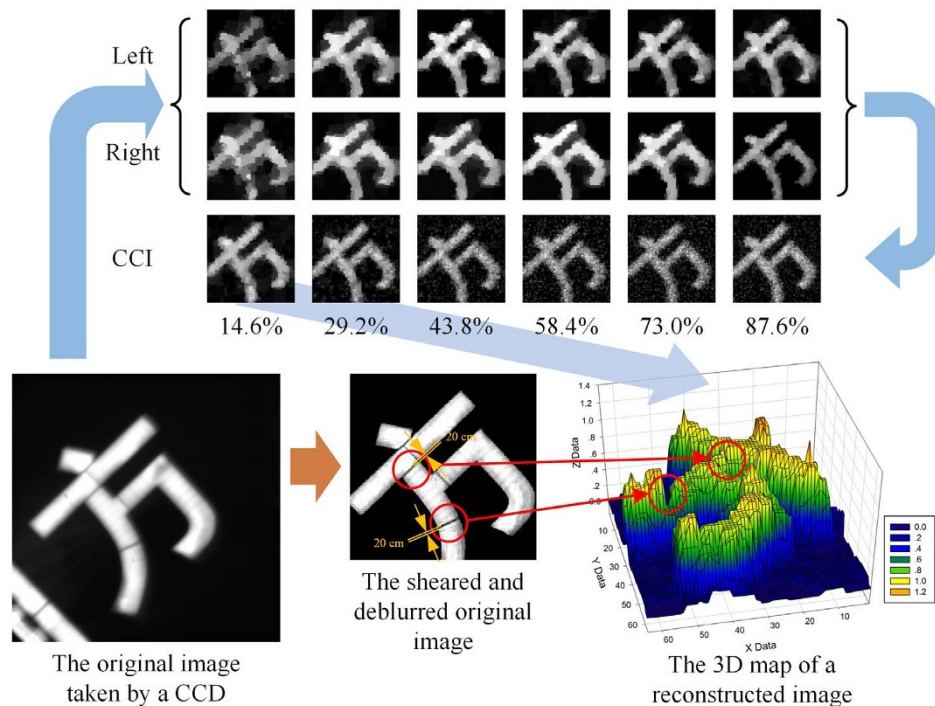 Left
Right
CCI
14.6% 29.2% 43.8% 58.4% 73.0% 87.6%
20 cm
20 cm
The original image
taken by a CCD
The sheared and
deblurred original
image
1.4
1.2
1.0
.8
.6
.4
.2
0.0
Z Data
10
20
30
40
50
60
Y Data
60
50
40
30
20
10
X Data
0.0
.2
.4
.6
.8
1.0
1.2
The 3D map of a
reconstructed image